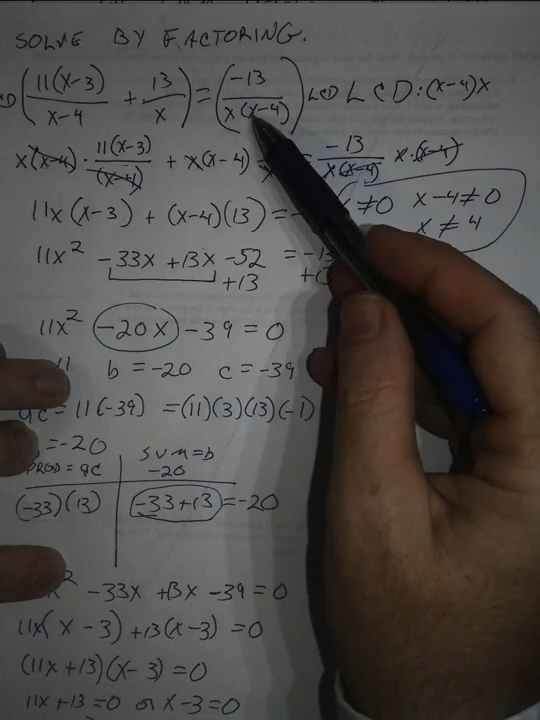 SOLVE BY FACTORING.
(11(x-3)/x-4 + 13/x) = (-13/x(x-4)) LCD LCD: (x-4)x
x(x-4) · 11(x-3)/(x-4) + x(x-4) = -13/x(x-4) x·(x-4)
≠0 x-4≠0
11x(x-3) + (x-4)(13) = -
x≠4
11x² -33x +13x -52 = -13
+13 +
11x² -20x -39 = 0
b = -20 c = -39
ac = 11(-39) = (11)(3)(13)(-1)
= -20
PROD = ac SUM = b
-20
(-33)(13) -33+13 = -20
x² -33x +13x -39 = 0
11x(x-3) +13(x-3) = 0
(11x+13)(x-3) = 0
11x+13=0 or x-3=0